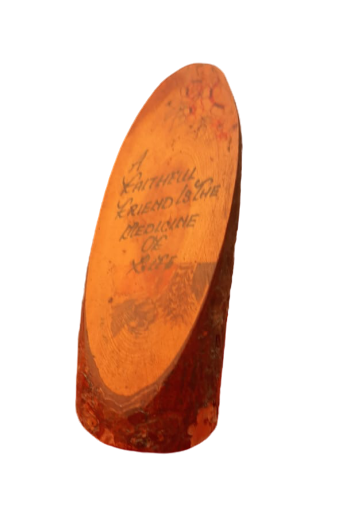 A
FAITHFUL
FRIEND IS THE
MEDICINE
OF
LIFE